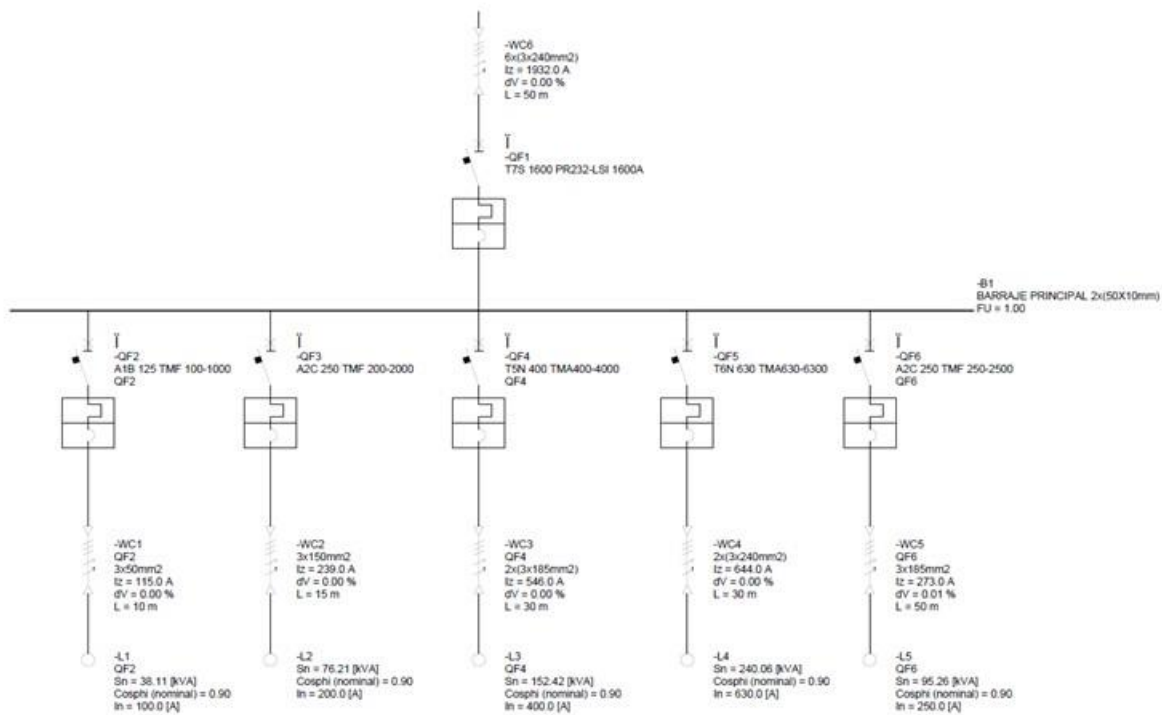 -WC6
6x(3x240mm2)
Iz = 1932.0 A
dV = 0.00 %
L = 50 m
-QF1
T7S 1600 PR232-LSI 1600A
-B1
BARRAJE PRINCIPAL 2x(50X10mm)
FU = 1.00
-QF2
A1B 125 TMF 100-1000
QF2
-QF3
A2C 250 TMF 200-2000
-QF4
T5N 400 TMA400-4000
QF4
-QF5
T6N 630 TMA630-6300
-QF6
A2C 250 TMF 250-2500
QF6
-WC1
QF2
3x50mm2
Iz = 115.0 A
dV = 0.00 %
L = 10 m
-WC2
3x150mm2
Iz = 239.0 A
dV = 0.00 %
L = 15 m
-WC3
QF4
2x(3x185mm2)
Iz = 546.0 A
dV = 0.00 %
L = 30 m
-WC4
2x(3x240mm2)
Iz = 644.0 A
dV = 0.00 %
L = 30 m
-WC5
QF6
3x185mm2
Iz = 273.0 A
dV = 0.01 %
L = 50 m
-L1
QF2
Sn = 38.11 [kVA]
Cosphi (nominal) = 0.90
In = 100.0 [A]
-L2
Sn = 76.21 [kVA]
Cosphi (nominal) = 0.90
In = 200.0 [A]
-L3
QF4
Sn = 152.42 [kVA]
Cosphi (nominal) = 0.90
In = 400.0 [A]
-L4
Sn = 240.06 [kVA]
Cosphi (nominal) = 0.90
In = 630.0 [A]
-L5
QF6
Sn = 95.26 [kVA]
Cosphi (nominal) = 0.90
In = 250.0 [A]